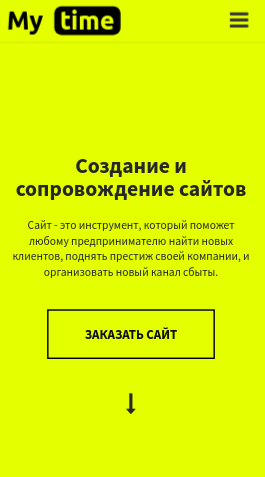 My time
Создание и
сопровождение сайтов
Сайт - это инструмент, который поможет
любому предпринимателю найти новых
клиентов, поднять престиж своей компании, и
организовать новый канал сбыты.
ЗАКАЗАТЬ САЙТ